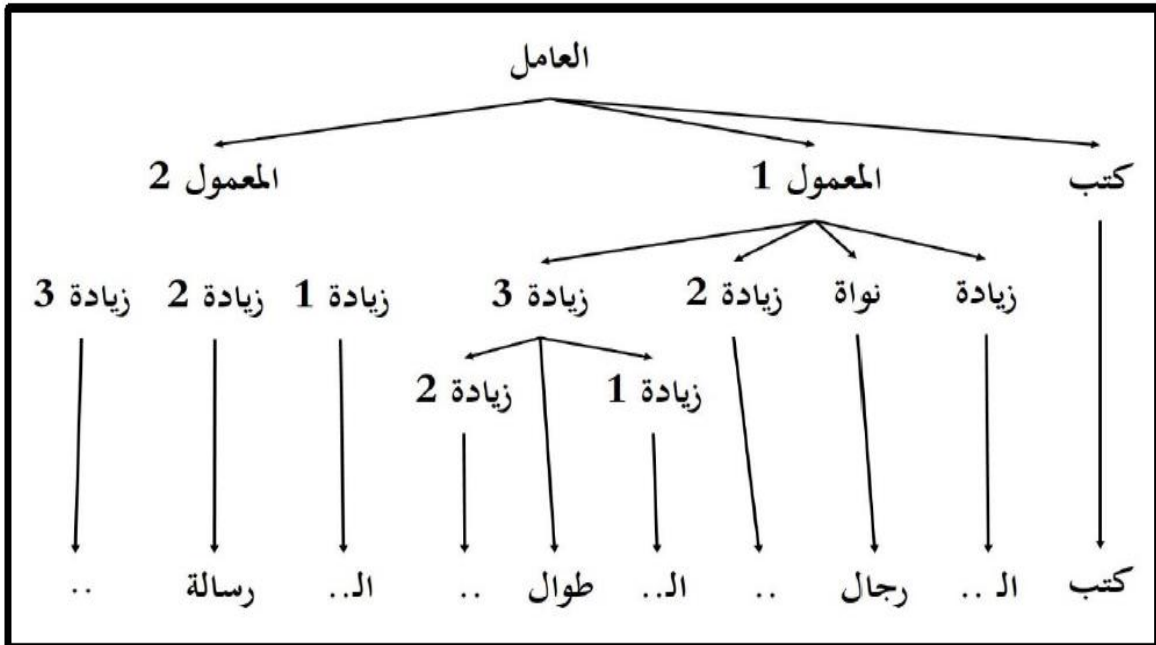 العامل
كتب المعمول 1 المعمول 2
زيادة نواة زيادة 2 زيادة 3 زيادة 1 زيادة 2 زيادة 3
زيادة 1 زيادة 2
كتب الـ .. رجال .. الـ.. طوال .. الـ.. رسالة ..